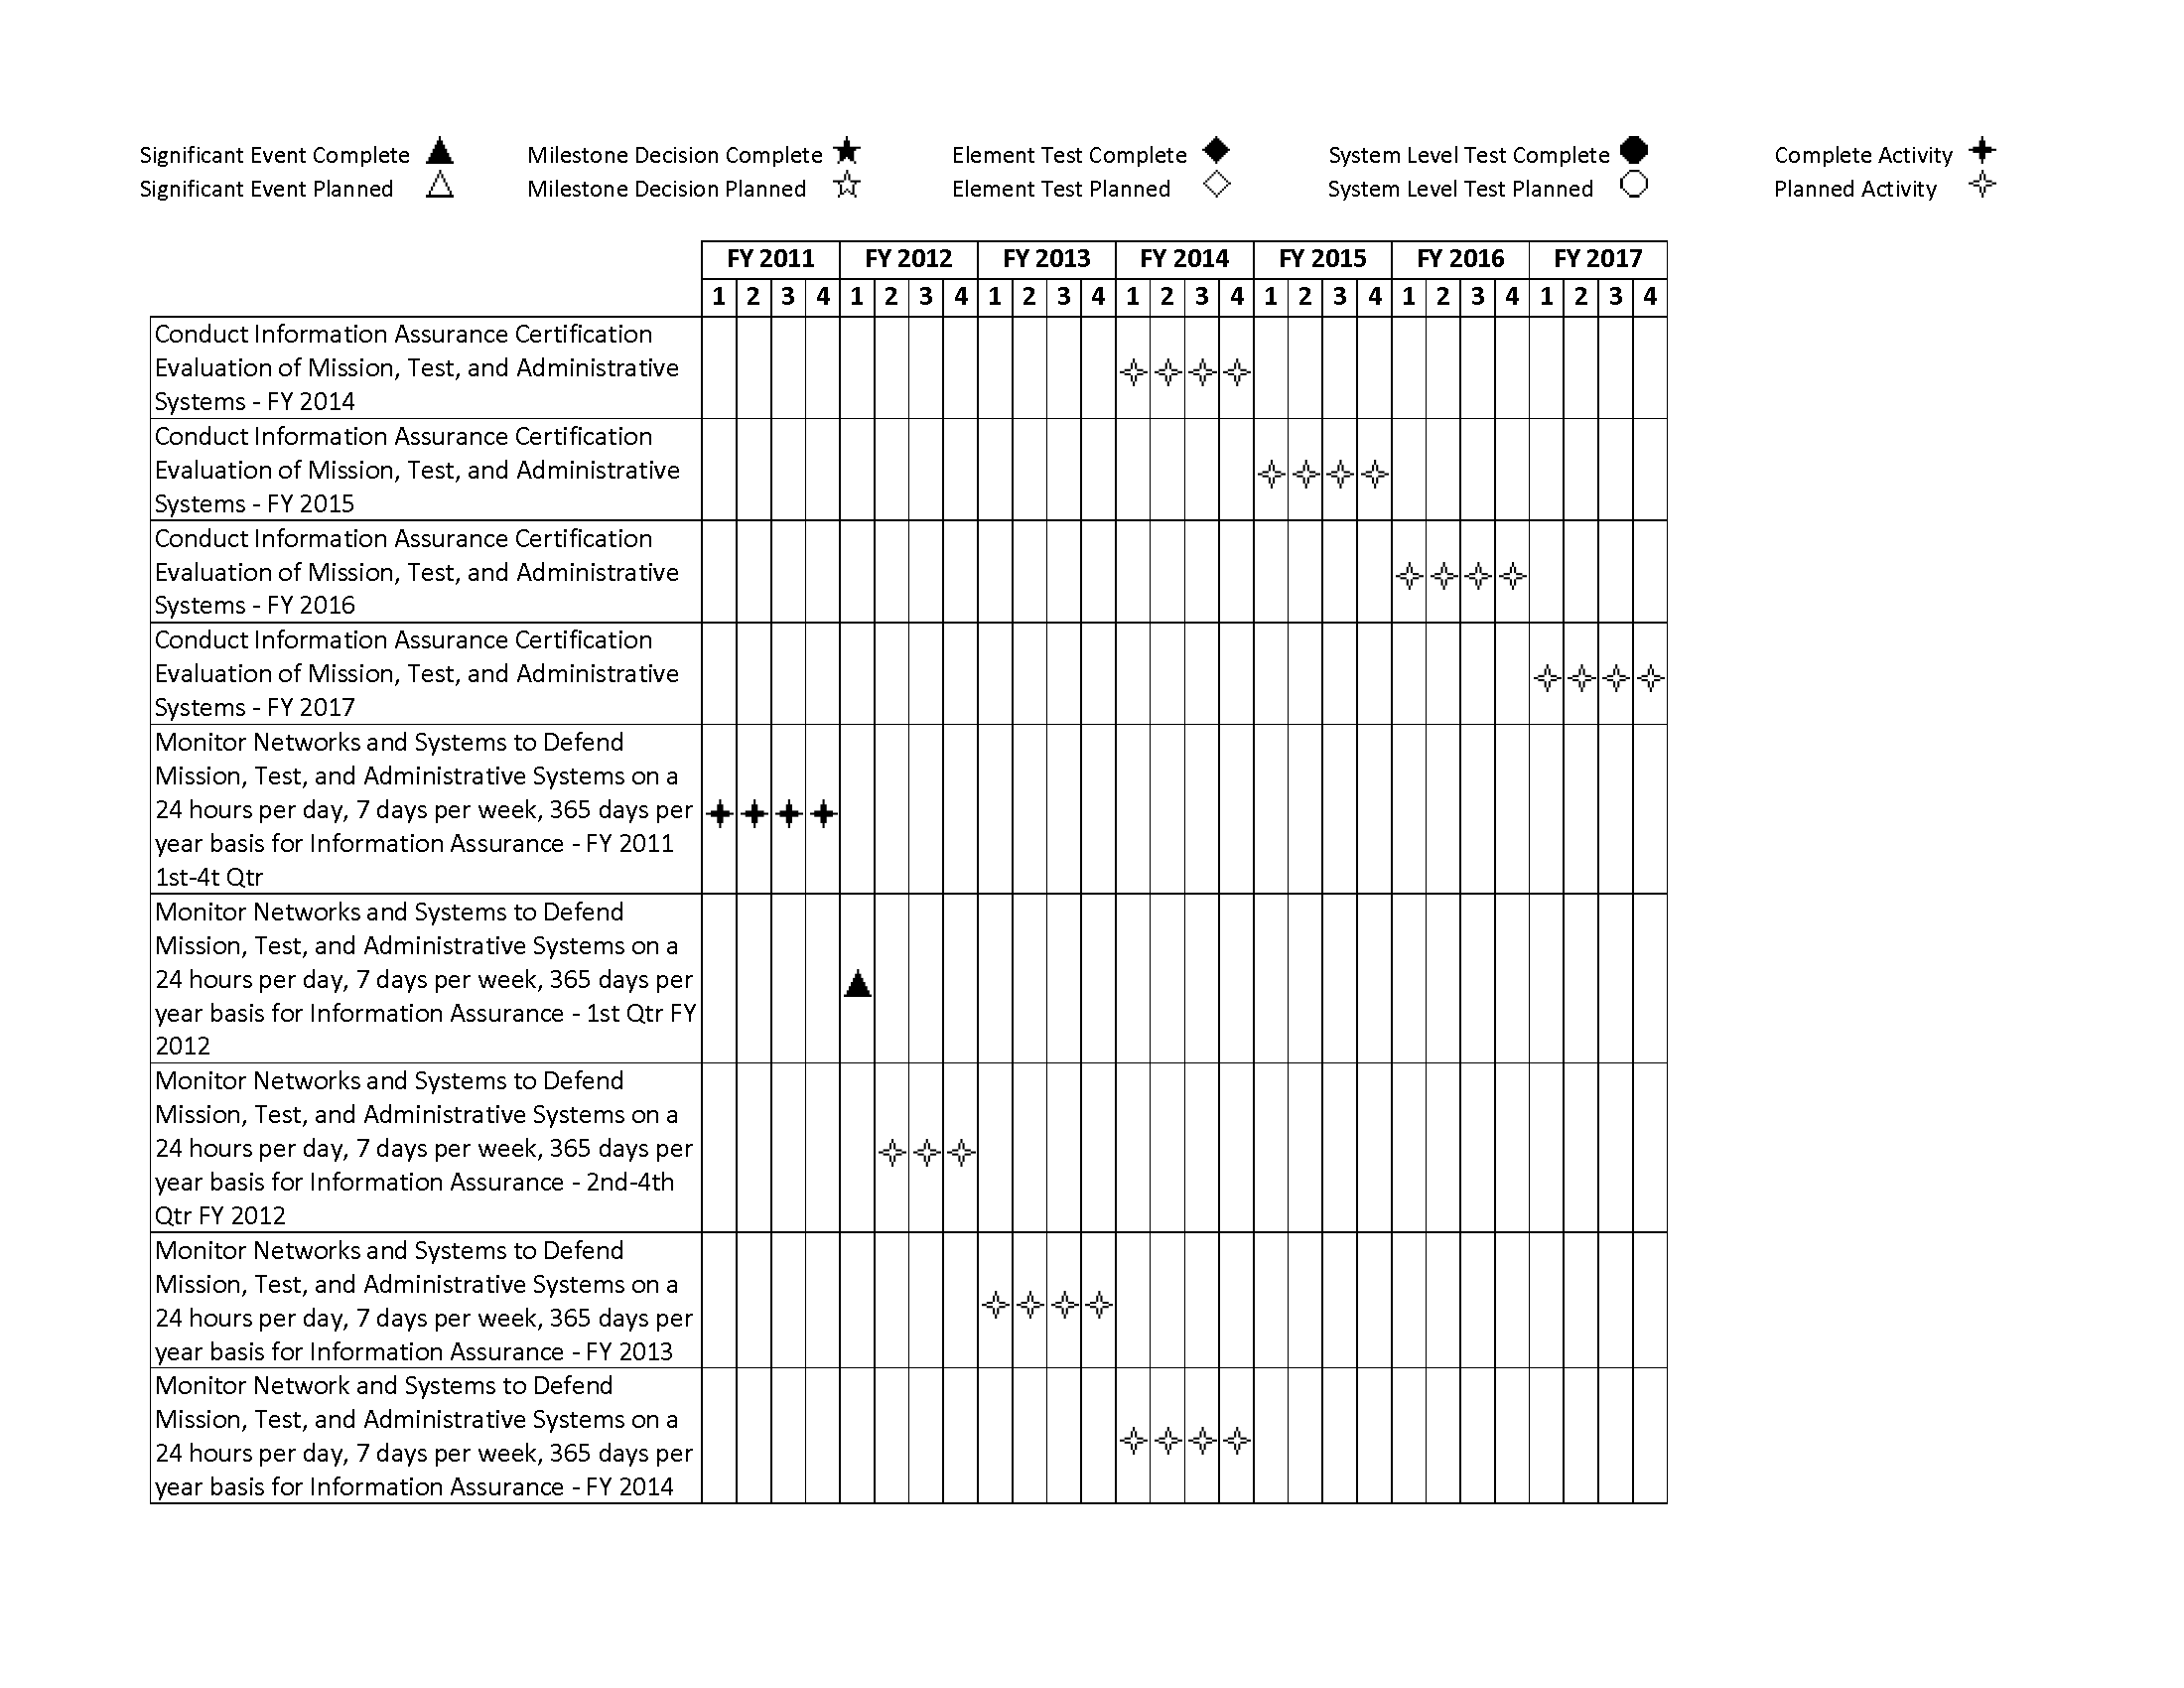 Significant Event Complete Milestone Decision Complete Element Test Complete System Level Test Complete Complete Activity
Significant Event Planned Milestone Decision Planned Element Test Planned System Level Test Planned Planned Activity
FY 2011 FY 2012 FY 2013 FY 2014 FY 2015 FY 2016 FY 2017
1 2 3 4 1 2 3 4 1 2 3 4 1 2 3 4 1 2 3 4 1 2 3 4 1 2 3 4
Conduct Information Assurance Certification
Evaluation of Mission, Test, and Administrative
Systems - FY 2014
Conduct Information Assurance Certification
Evaluation of Mission, Test, and Administrative
Systems - FY 2015
Conduct Information Assurance Certification
Evaluation of Mission, Test, and Administrative
Systems - FY 2016
Conduct Information Assurance Certification
Evaluation of Mission, Test, and Administrative
Systems - FY 2017
Monitor Networks and Systems to Defend
Mission, Test, and Administrative Systems on a
24 hours per day, 7 days per week, 365 days per
year basis for Information Assurance - FY 2011
1st-4t Qtr
Monitor Networks and Systems to Defend
Mission, Test, and Administrative Systems on a
24 hours per day, 7 days per week, 365 days per
year basis for Information Assurance - 1st Qtr FY
2012
Monitor Networks and Systems to Defend
Mission, Test, and Administrative Systems on a
24 hours per day, 7 days per week, 365 days per
year basis for Information Assurance - 2nd-4th
Qtr FY 2012
Monitor Networks and Systems to Defend
Mission, Test, and Administrative Systems on a
24 hours per day, 7 days per week, 365 days per
year basis for Information Assurance - FY 2013
Monitor Network and Systems to Defend
Mission, Test, and Administrative Systems on a
24 hours per day, 7 days per week, 365 days per
year basis for Information Assurance - FY 2014